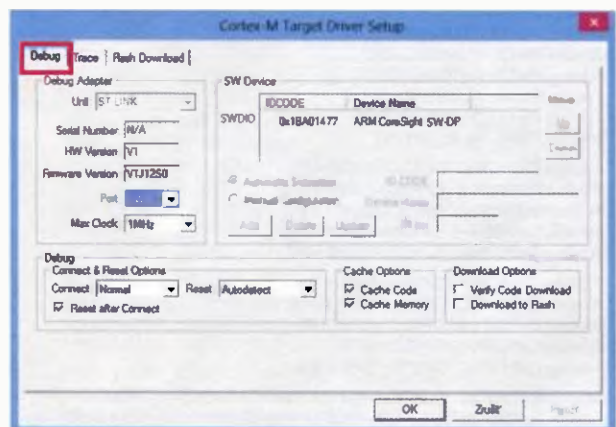 Cortex-M Target Driver Setup
Debug Trace Flash Download
Debug Adapter
Unit ST LINK
Serial Number N/A
HW Version V1
Firmware Version V1J12S0
Port
Max Clock 1MHz
SW Device
IDCODE Device Name
SWDIO 0x1BA01477 ARM CoreSight SW-DP
Move
Up
Down
Automatic Detection ID CODE
Manual Configuration Device Name
Add Delete Update
Debug
Connect & Reset Options
Connect Normal Reset Autodetect
Reset after Connect
Cache Options
Cache Code
Cache Memory
Download Options
Verify Code Download
Download to Flash
OK Zrušit